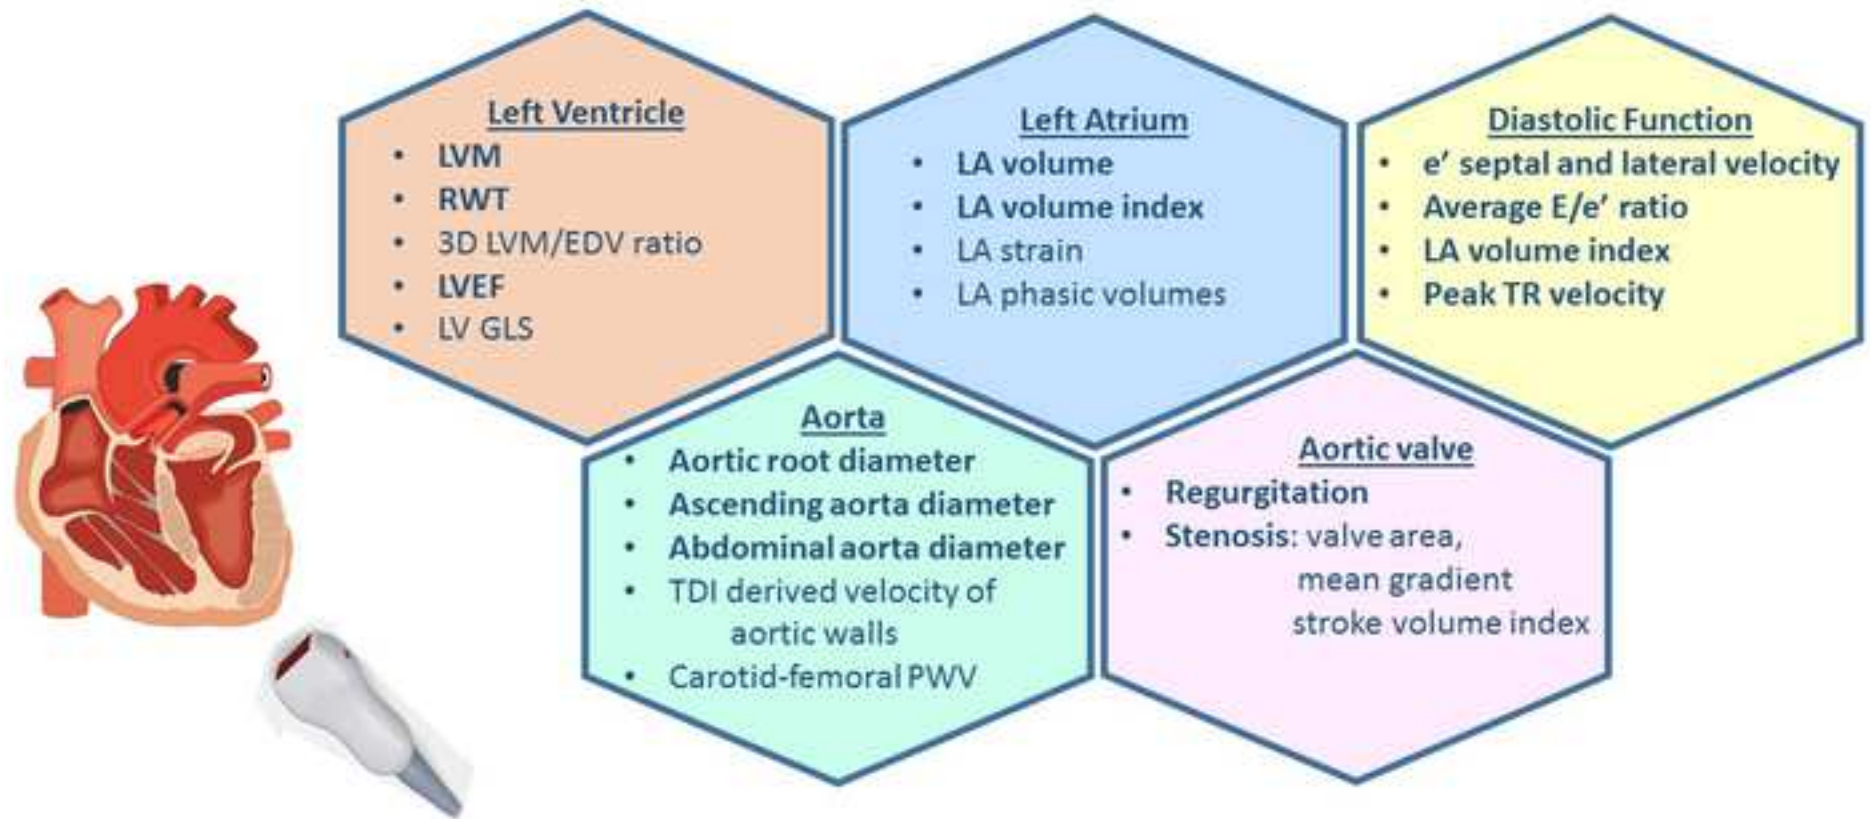 Left Ventricle
• LVM
• RWT
• 3D LVM/EDV ratio
• LVEF
• LV GLS
Left Atrium
• LA volume
• LA volume index
• LA strain
• LA phasic volumes
Diastolic Function
• e’ septal and lateral velocity
• Average E/e’ ratio
• LA volume index
• Peak TR velocity
Aorta
• Aortic root diameter
• Ascending aorta diameter
• Abdominal aorta diameter
• TDI derived velocity of
aortic walls
• Carotid-femoral PWV
Aortic valve
• Regurgitation
• Stenosis: valve area,
mean gradient
stroke volume index